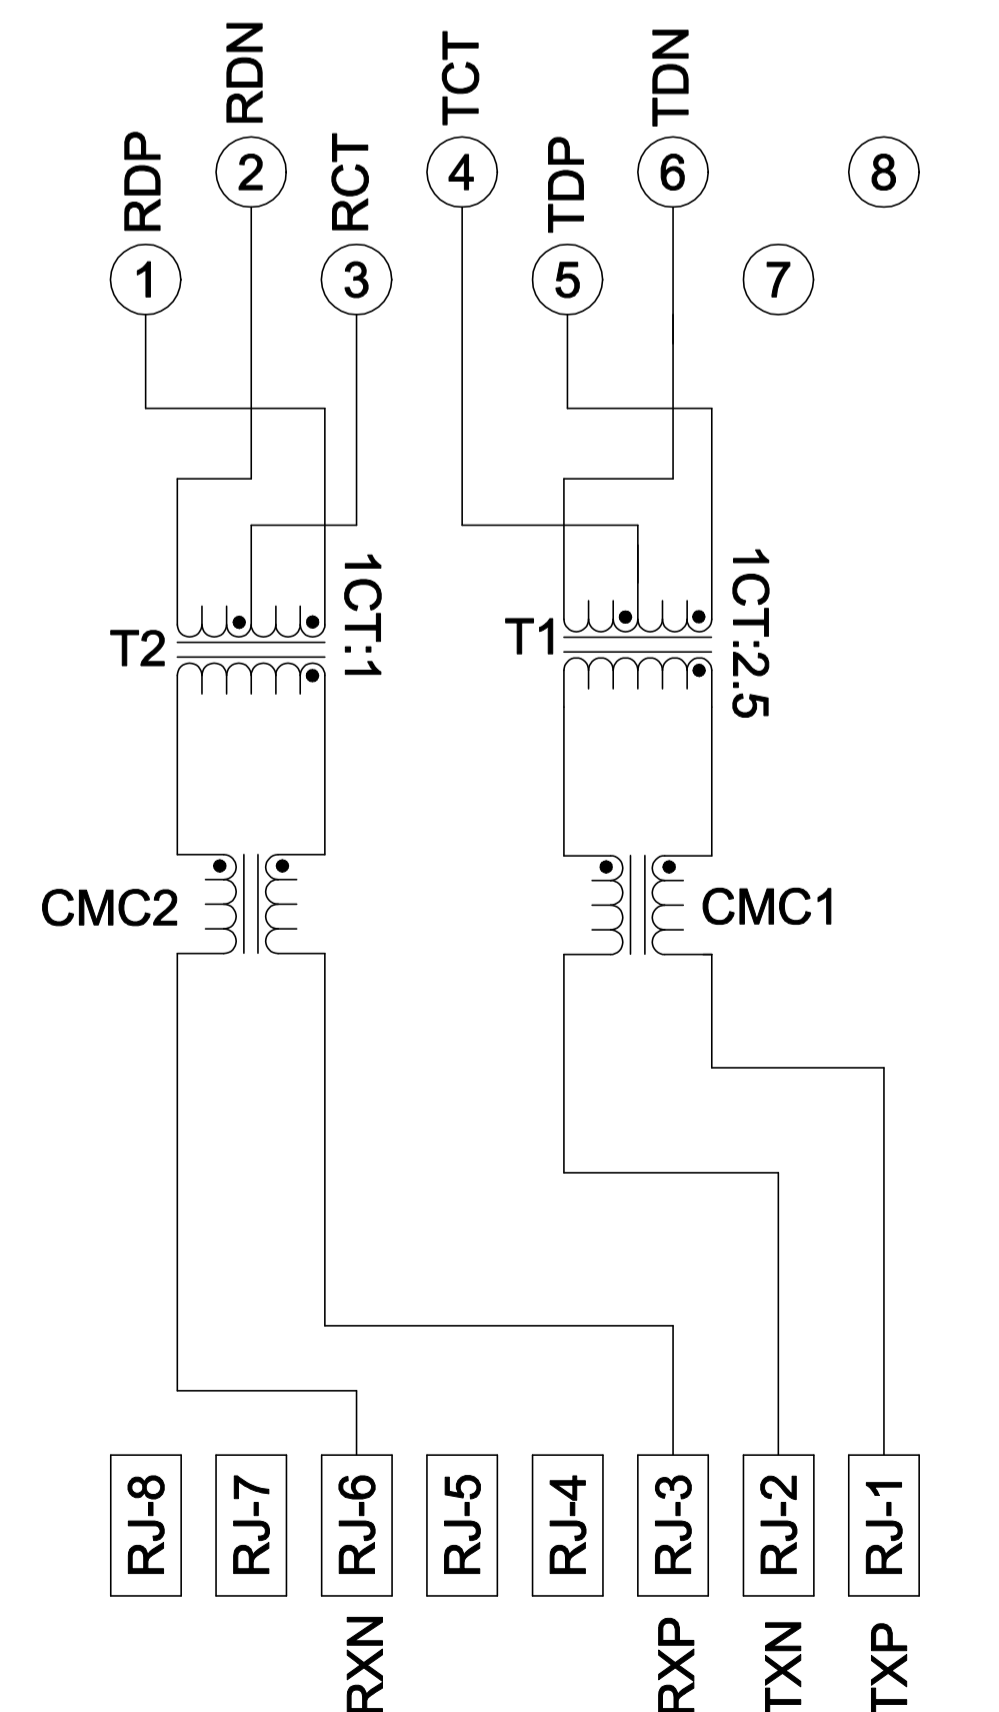 RDP
RDN
RCT
TCT
TDP
TDN
1
2
3
4
5
6
7
8
T2
1CT:1
T1
1CT:2.5
CMC2
CMC1
RJ-8
RJ-7
RJ-6
RJ-5
RJ-4
RJ-3
RJ-2
RJ-1
RXN
RXP
TXN
TXP